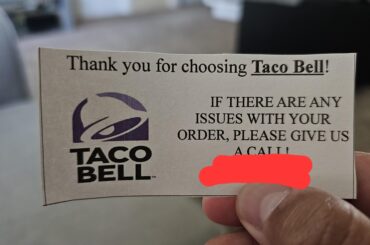 Thank you for choosing Taco Bell!
IF THERE ARE ANY
ISSUES WITH YOUR
ORDER, PLEASE GIVE US
A CALL!
TACO
BELL